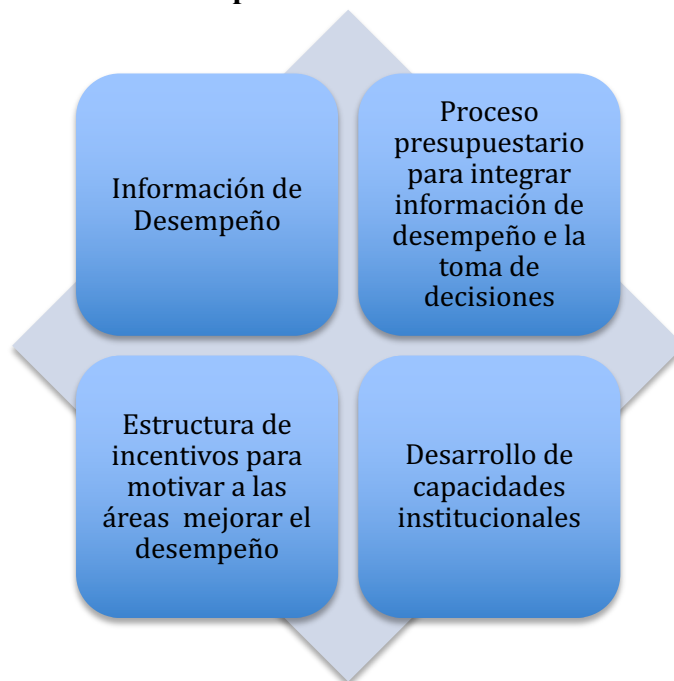 Información de
Desempeño
Proceso
presupuestario
para integrar
información de
desempeño e la
toma de
decisiones
Estructura de
incentivos para
motivar a las
áreas  mejorar el
desempeño
Desarrollo de
capacidades
institucionales